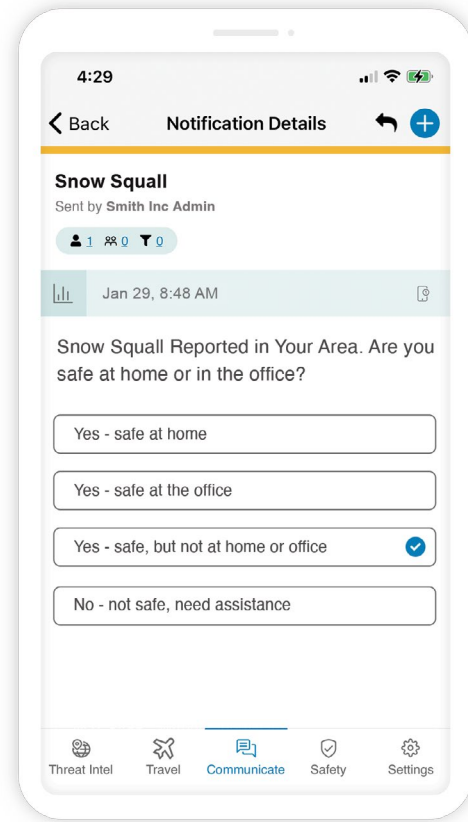 4:29
Back Notification Details
Snow Squall
Sent by Smith Inc Admin
1 0 0
Jan 29, 8:48 AM
Snow Squall Reported in Your Area. Are you
safe at home or in the office?
Yes - safe at home
Yes - safe at the office
Yes - safe, but not at home or office
No - not safe, need assistance
Threat Intel Travel Communicate Safety Settings